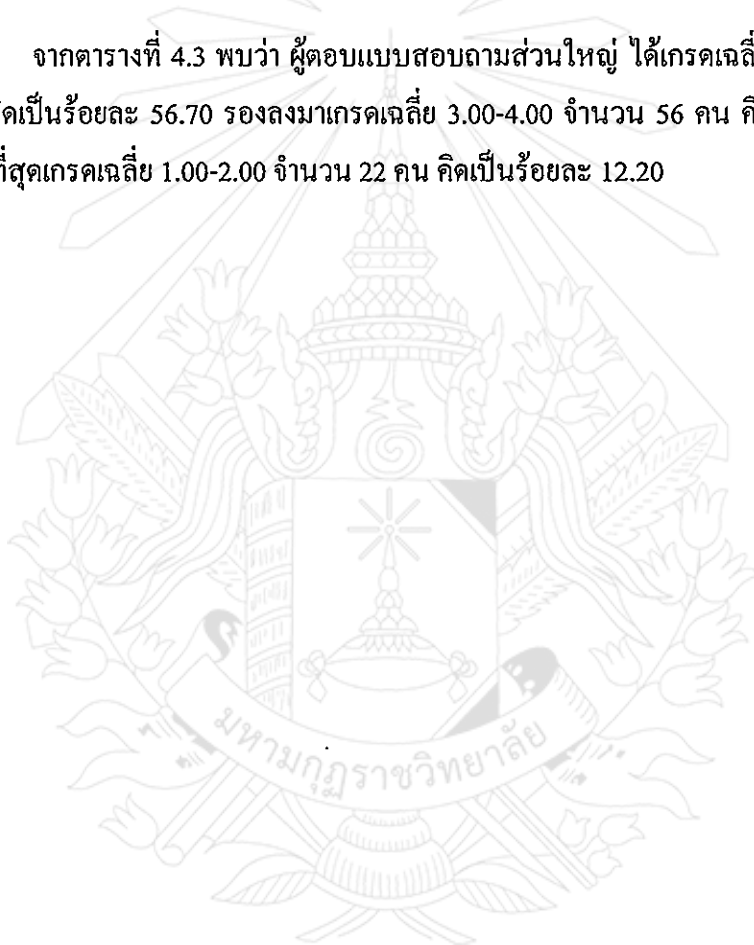 จากตารางที่ 4.3 พบว่า ผู้ตอบแบบสอบถามส่วนใหญ่ ได้เกรดเฉลี่
ดเป็นร้อยละ 56.70 รองลงมาเกรดเฉลี่ย 3.00-4.00 จำนวน 56 คน คิ
ที่สุดเกรดเฉลี่ย 1.00-2.00 จำนวน 22 คน คิดเป็นร้อยละ 12.20
มหามกุฏราชวิทยาลัย